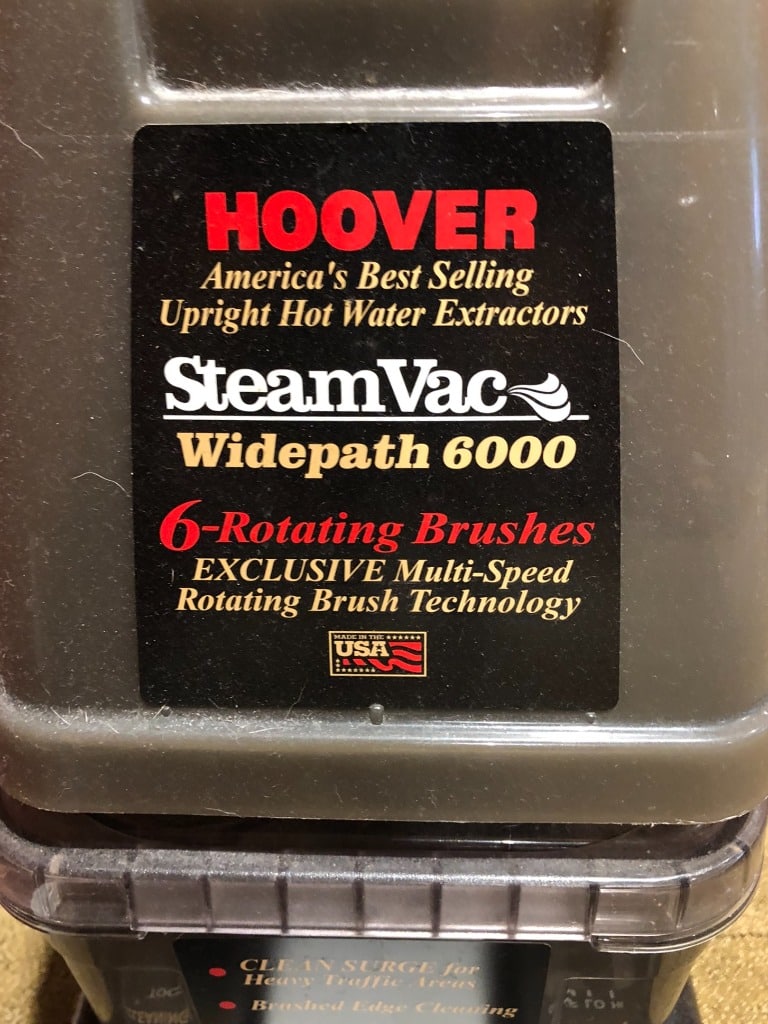 HOOVER
America's Best Selling
Upright Hot Water Extractors
SteamVac
Widepath 6000
6-Rotating Brushes
EXCLUSIVE Multi-Speed
Rotating Brush Technology
MADE IN THE
USA
• CLEAN SURGE for
Heavy Traffic Areas
• Brushed Edge Cleaning